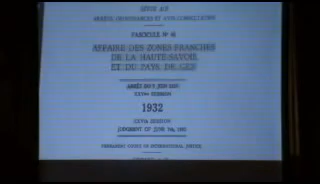 SÉRIE A/B
ARRÊTS, ORDONNANCES ET AVIS CONSULTATIFS
FASCICULE Nº 46
AFFAIRE DES ZONES FRANCHES
DE LA HAUTE-SAVOIE
ET DU PAYS DE GEX
ARRÊT DU 7 JUIN 1932
XXVme SESSION
1932
XXVth SESSION
JUDGMENT OF JUNE 7th, 1932
PERMANENT COURT OF INTERNATIONAL JUSTICE